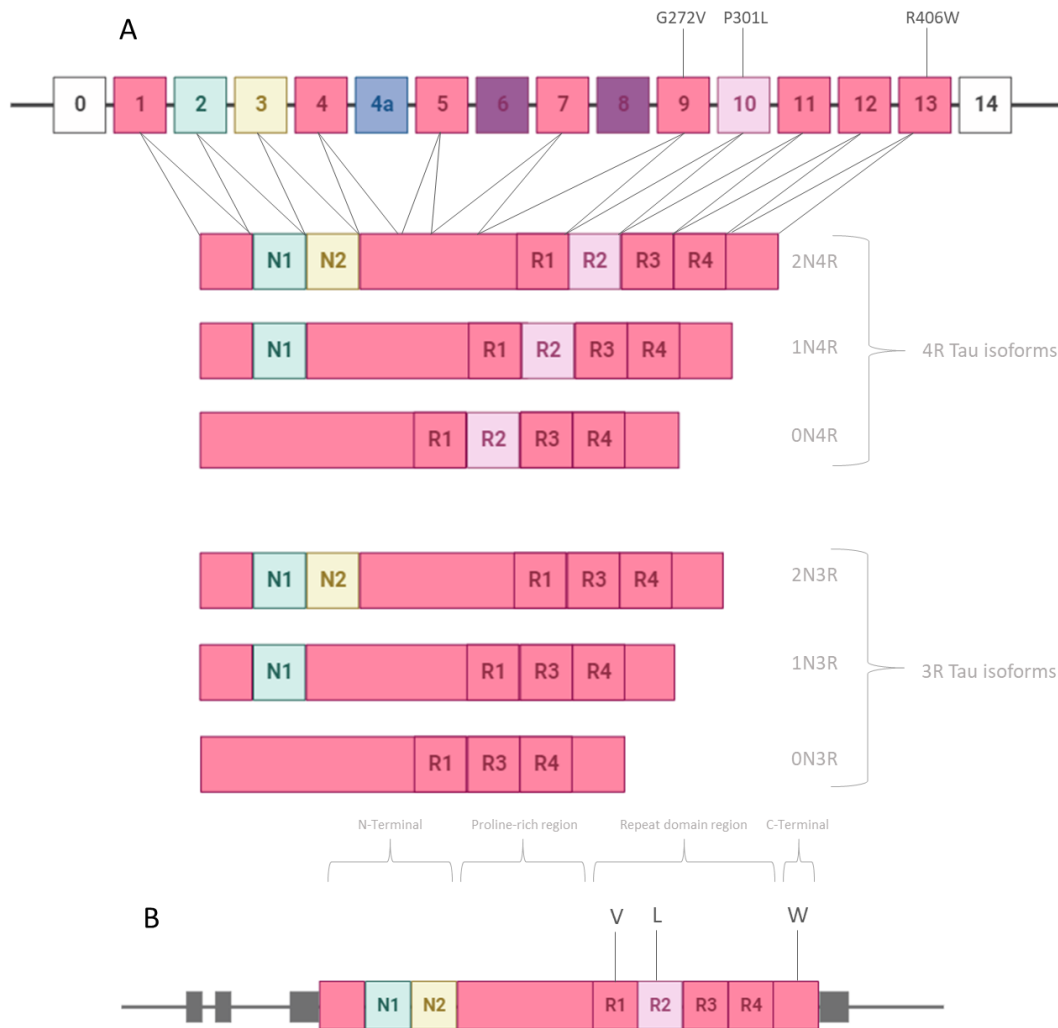 A
G272V P301L R406W
0 1 2 3 4 4a 5 6 7 8 9 10 11 12 13 14
N1 N2 R1 R2 R3 R4 2N4R
N1 R1 R2 R3 R4 1N4R
4R Tau isoforms
R1 R2 R3 R4 0N4R
N1 N2 R1 R3 R4 2N3R
N1 R1 R3 R4 1N3R
3R Tau isoforms
R1 R3 R4 0N3R
N-Terminal Proline-rich region Repeat domain region C-Terminal
B
V L W
N1 N2 R1 R2 R3 R4